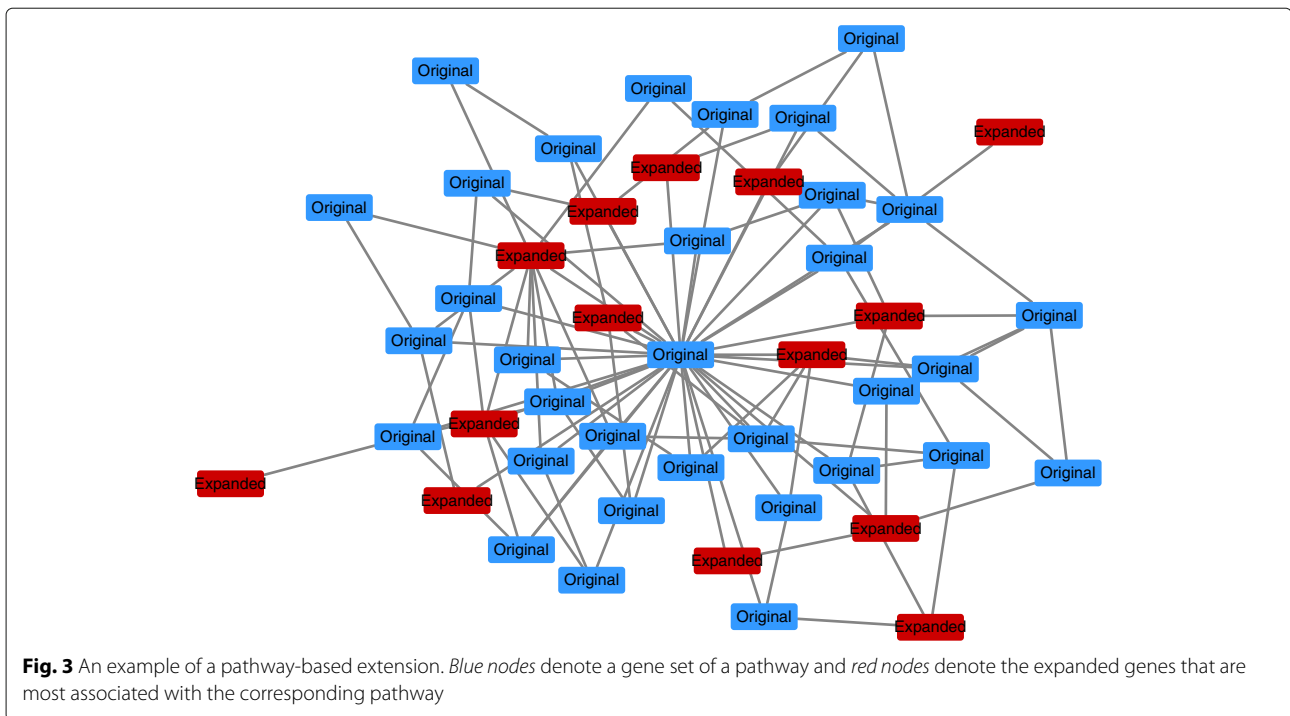 Original
Original
Original
Original
Original
Expanded
Original
Expanded
Expanded
Original
Original
Original
Original
Expanded
Original
Expanded
Original
Original
Original
Expanded
Expanded
Original
Original
Expanded
Original
Original
Original
Original
Expanded
Original
Original
Original
Original
Original
Original
Original
Original
Expanded
Expanded
Original
Original
Expanded
Original
Expanded
Original
Original
Expanded
Fig. 3 An example of a pathway-based extension. Blue nodes denote a gene set of a pathway and red nodes denote the expanded genes that are
most associated with the corresponding pathway